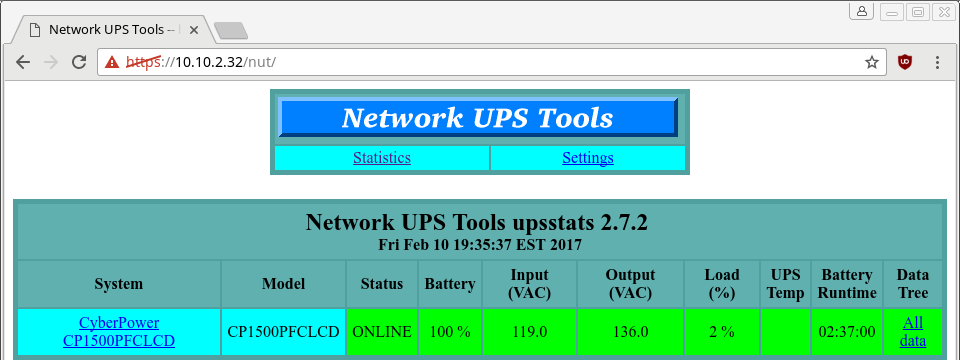 Network UPS Tools -- 
https://10.10.2.32/nut/
Network UPS Tools
Statistics Settings
Network UPS Tools upsstats 2.7.2
Fri Feb 10 19:35:37 EST 2017
System Model Status Battery Input (VAC) Output (VAC) Load (%) UPS Temp Battery Runtime Data Tree
CyberPower CP1500PFCLCD CP1500PFCLCD ONLINE 100 % 119.0 136.0 2 % 02:37:00 All data